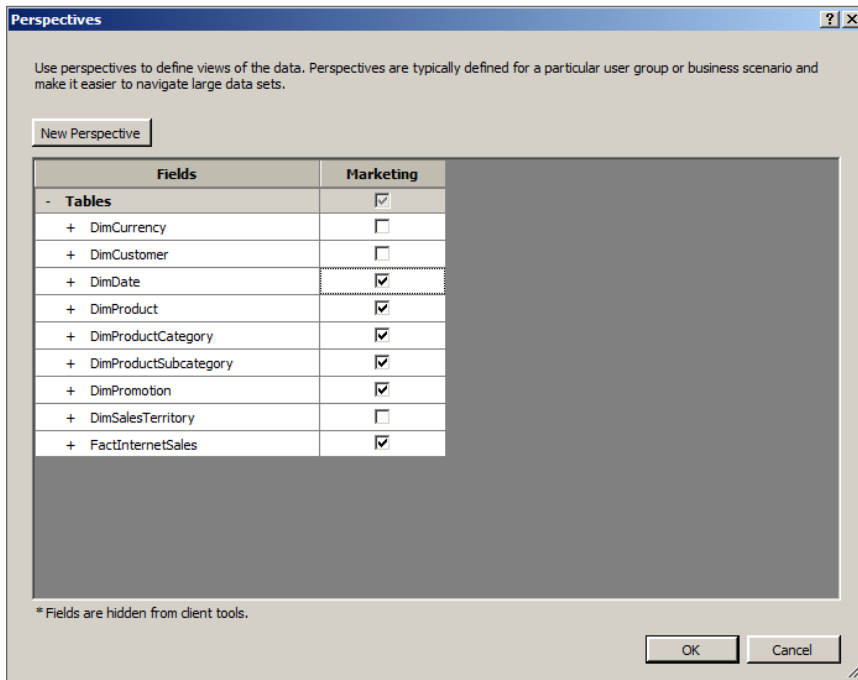 Perspectives
Use perspectives to define views of the data. Perspectives are typically defined for a particular user group or business scenario and
make it easier to navigate large data sets.
New Perspective
Fields Marketing
- Tables
+ DimCurrency
+ DimCustomer
+ DimDate
+ DimProduct
+ DimProductCategory
+ DimProductSubcategory
+ DimPromotion
+ DimSalesTerritory
+ FactInternetSales
* Fields are hidden from client tools.
OK Cancel